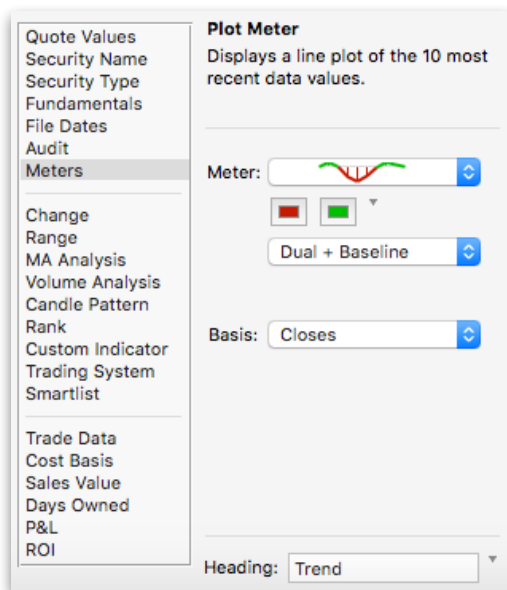 Quote Values
Security Name
Security Type
Fundamentals
File Dates
Audit
Meters
Change
Range
MA Analysis
Volume Analysis
Candle Pattern
Rank
Custom Indicator
Trading System
Smartlist
Trade Data
Cost Basis
Sales Value
Days Owned
P&L
ROI
Plot Meter
Displays a line plot of the 10 most
recent data values.
Meter:
Dual + Baseline
Basis: Closes
Heading: Trend